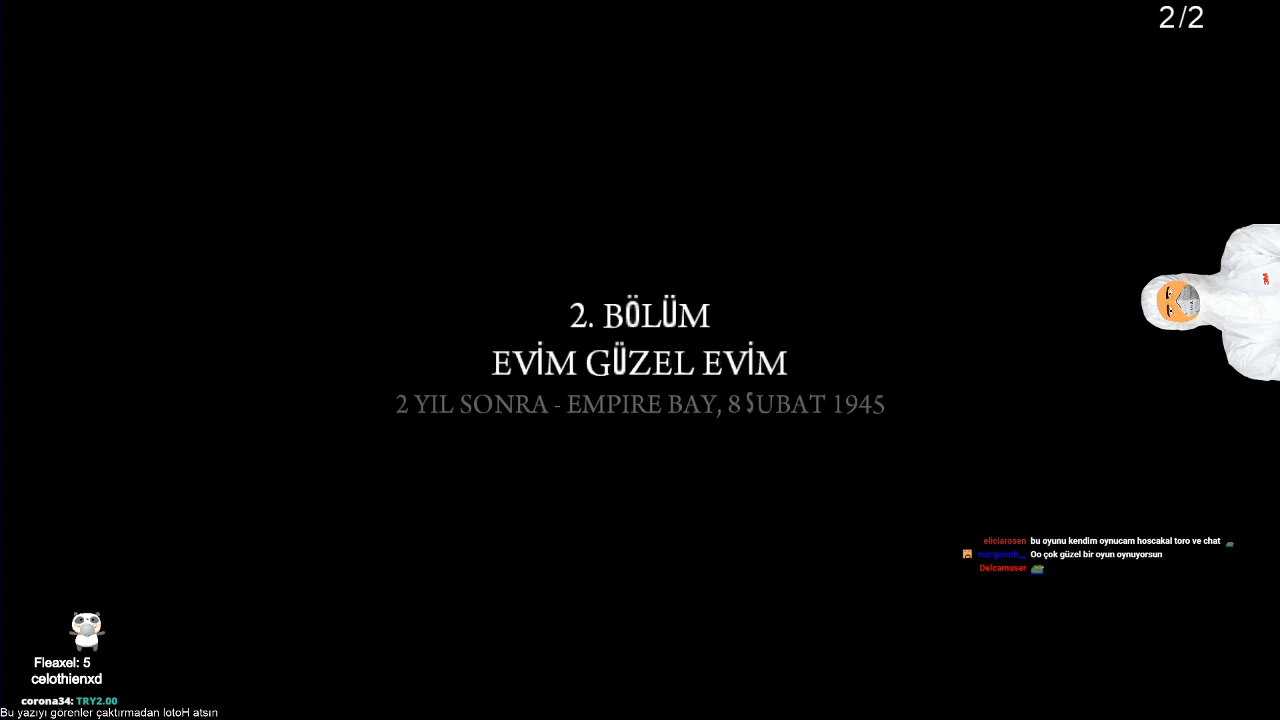 2/2
2. BÖLÜM
EVİM GÜZEL EVİM
2 YIL SONRA - EMPIRE BAY, 8 ŞUBAT 1945
3M
eliciarosen bu oyunu kendim oynucam hoscakal toro ve chat
Oo çok güzel bir oyun oynuyorsun
Delcamuser
Fleaxel: 5
celothienxd
corona34: TRY2.00
Bu yazıyı görenler çaktırmadan lotoH atsın